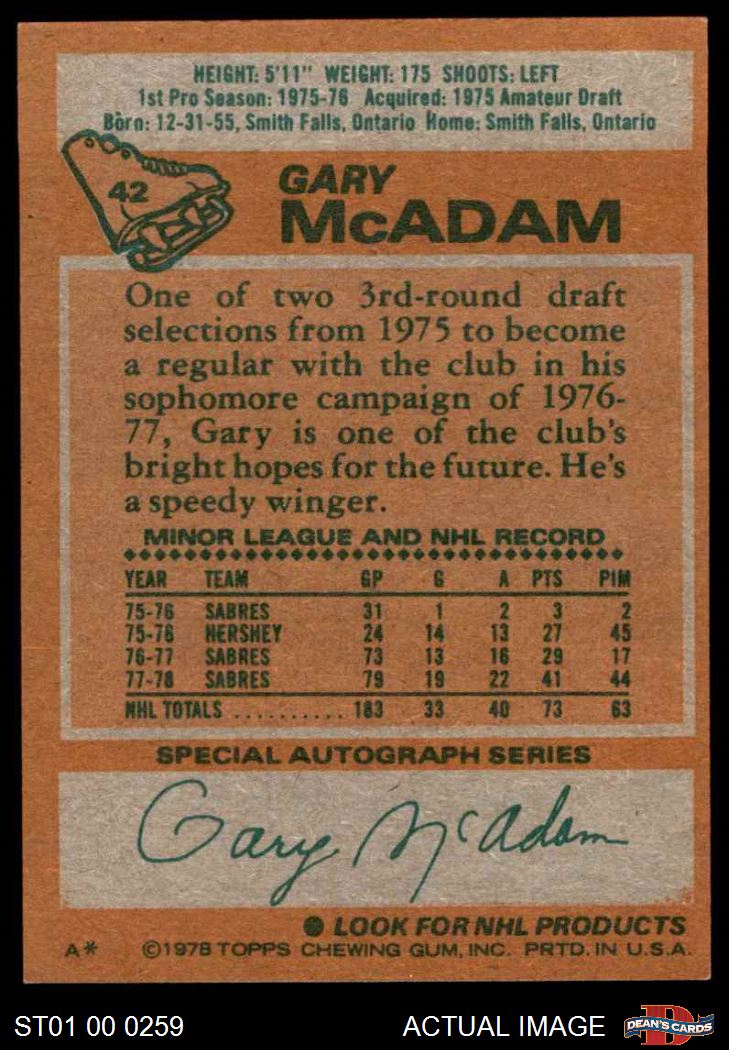 HEIGHT: 5'11" WEIGHT: 175 SHOOTS: LEFT
1st Pro Season: 1975-76 Acquired: 1975 Amateur Draft
Born: 12-31-55, Smith Falls, Ontario Home: Smith Falls, Ontario
42
GARY
McADAM
One of two 3rd-round draft
selections from 1975 to become
a regular with the club in his
sophomore campaign of 1976-
77, Gary is one of the club's
bright hopes for the future. He's
a speedy winger.
MINOR LEAGUE AND NHL RECORD
YEAR TEAM GP G A PTS PIM
75-76 SABRES 31 1 2 3 2
75-76 HERSHEY 24 14 13 27 45
76-77 SABRES 73 13 16 29 17
77-78 SABRES 79 19 22 41 44
NHL TOTALS .......... 183 33 40 73 63
SPECIAL AUTOGRAPH SERIES
Gary McAdam
● LOOK FOR NHL PRODUCTS
A* ©1978 TOPPS CHEWING GUM, INC. PRTD. IN U.S.A.
ST01 00 0259 ACTUAL IMAGE DEAN'S CARDS